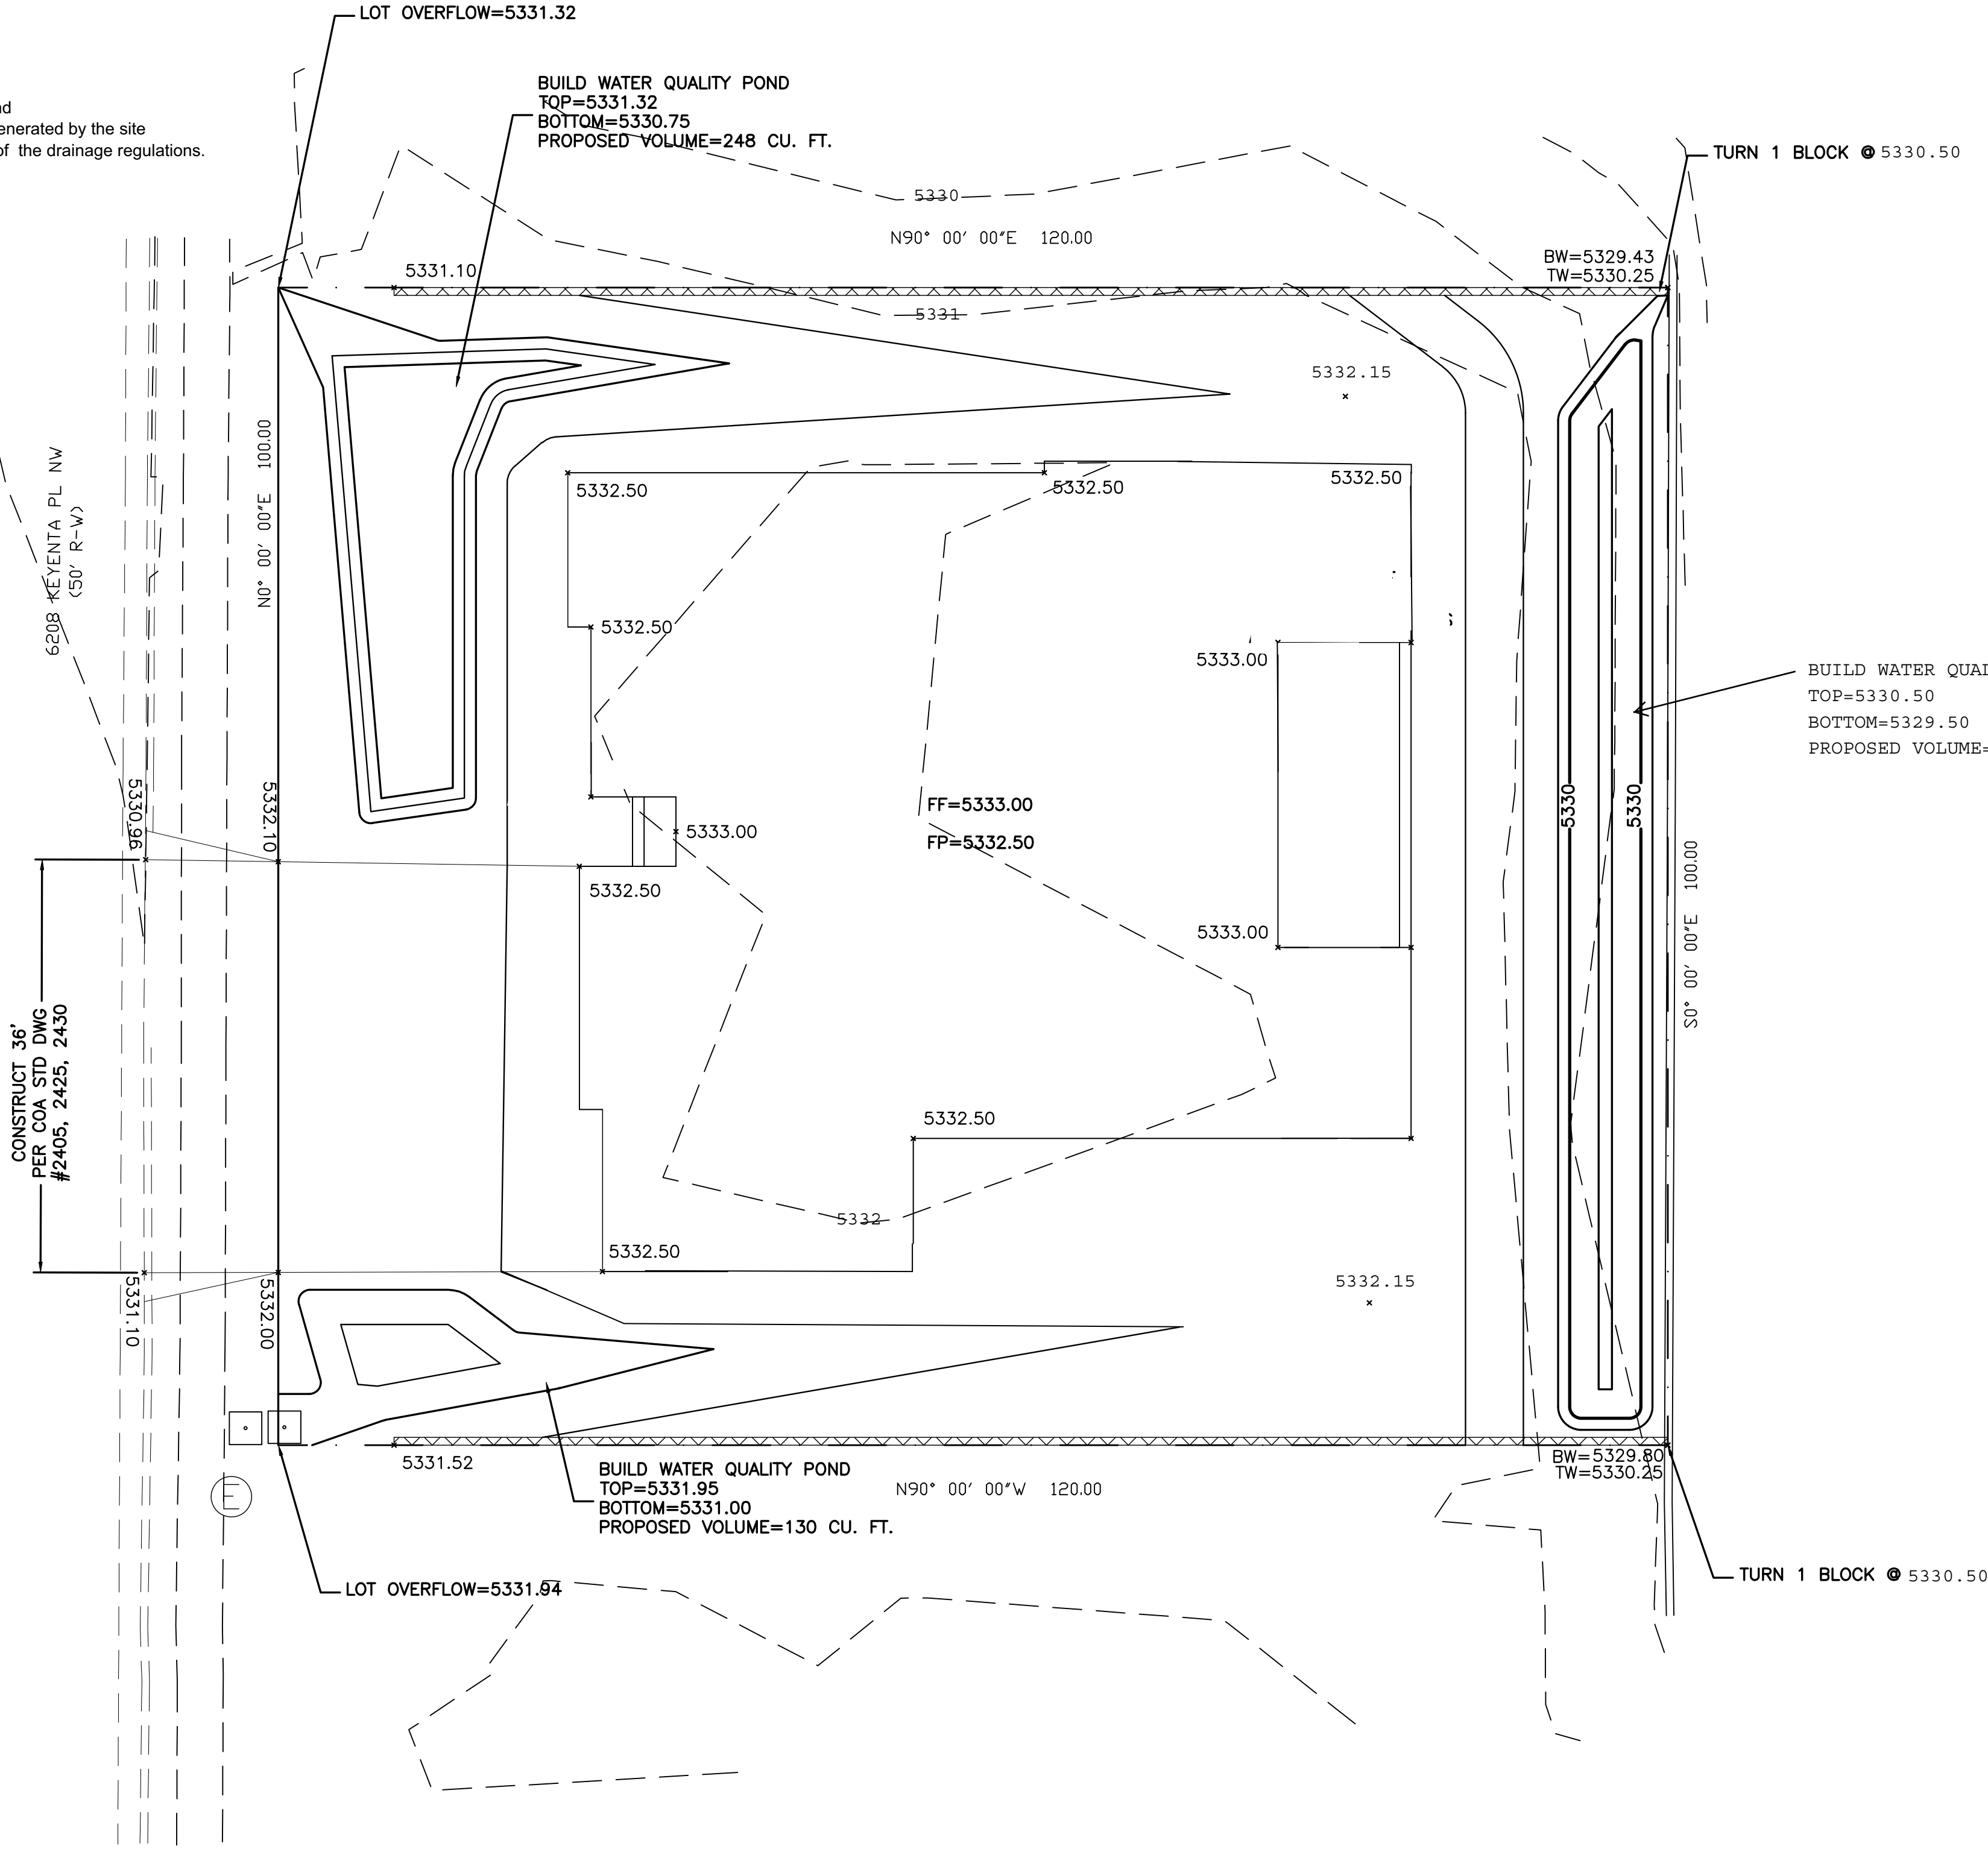 LOT OVERFLOW=5331.32
BUILD WATER QUALITY POND
TOP=5331.32
BOTTOM=5330.75
PROPOSED VOLUME=248 CU. FT.
enerated by the site
of the drainage regulations.
TURN 1 BLOCK @ 5330.50
5330
N90° 00' 00"E 120.00
BW=5329.43
TW=5330.25
5331.10
5331
5332.15
N0° 00' 00"E 100.00
6208 KEYENTA PL NW
(50' R-W)
5332.50
5332.50
5332.50
5332.50
5333.00
BUILD WATER QUAL
TOP=5330.50
BOTTOM=5329.50
PROPOSED VOLUME=
5330
5330
5330.96
5332.10
5333.00
FF=5333.00
FP=5332.50
5332.50
5333.00
S0° 00' 00"E 100.00
CONSTRUCT 36'
PER COA STD DWG
#2405, 2425, 2430
5332.50
5332
5332.50
5332.15
5331.10
5332.00
5331.52
BUILD WATER QUALITY POND
TOP=5331.95
BOTTOM=5331.00
PROPOSED VOLUME=130 CU. FT.
N90° 00' 00"W 120.00
BW=5329.80
TW=5330.25
E
LOT OVERFLOW=5331.94
TURN 1 BLOCK @ 5330.50